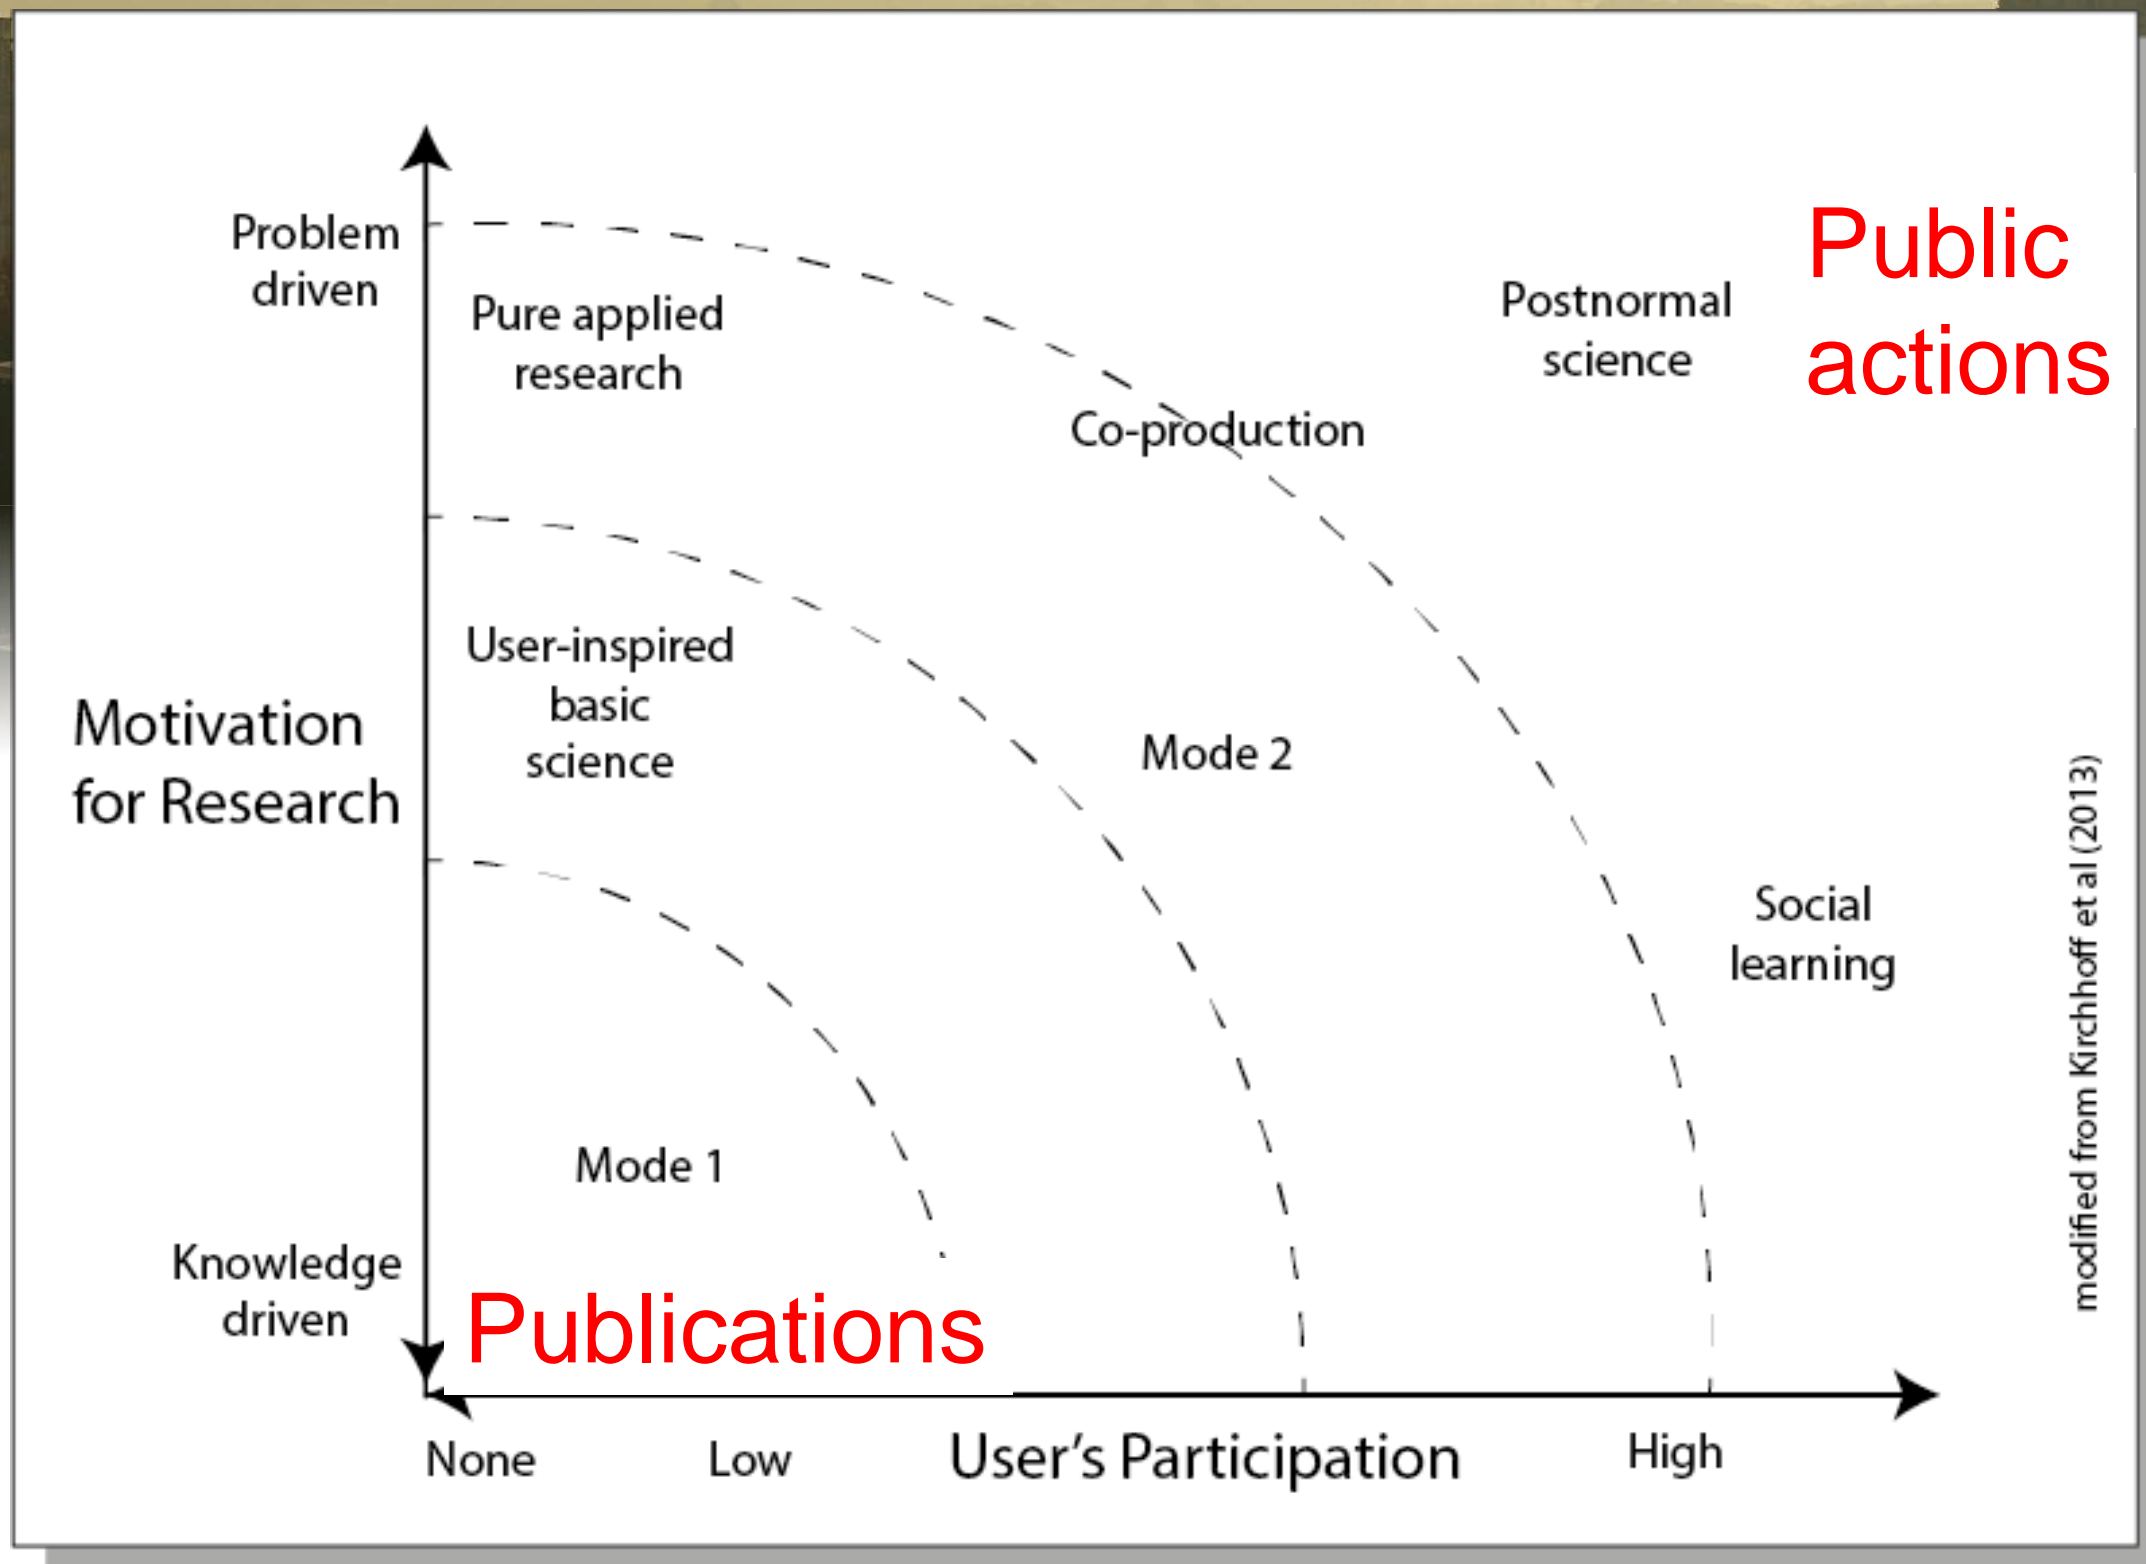 Problem
driven
Pure applied
research
Postnormal
science
Public
actions
Co-production
User-inspired
basic
science
Motivation
for Research
Mode 2
Social
learning
modified from Kirchhoff et al (2013)
Mode 1
Knowledge
driven
Publications
None
Low
User's Participation
High